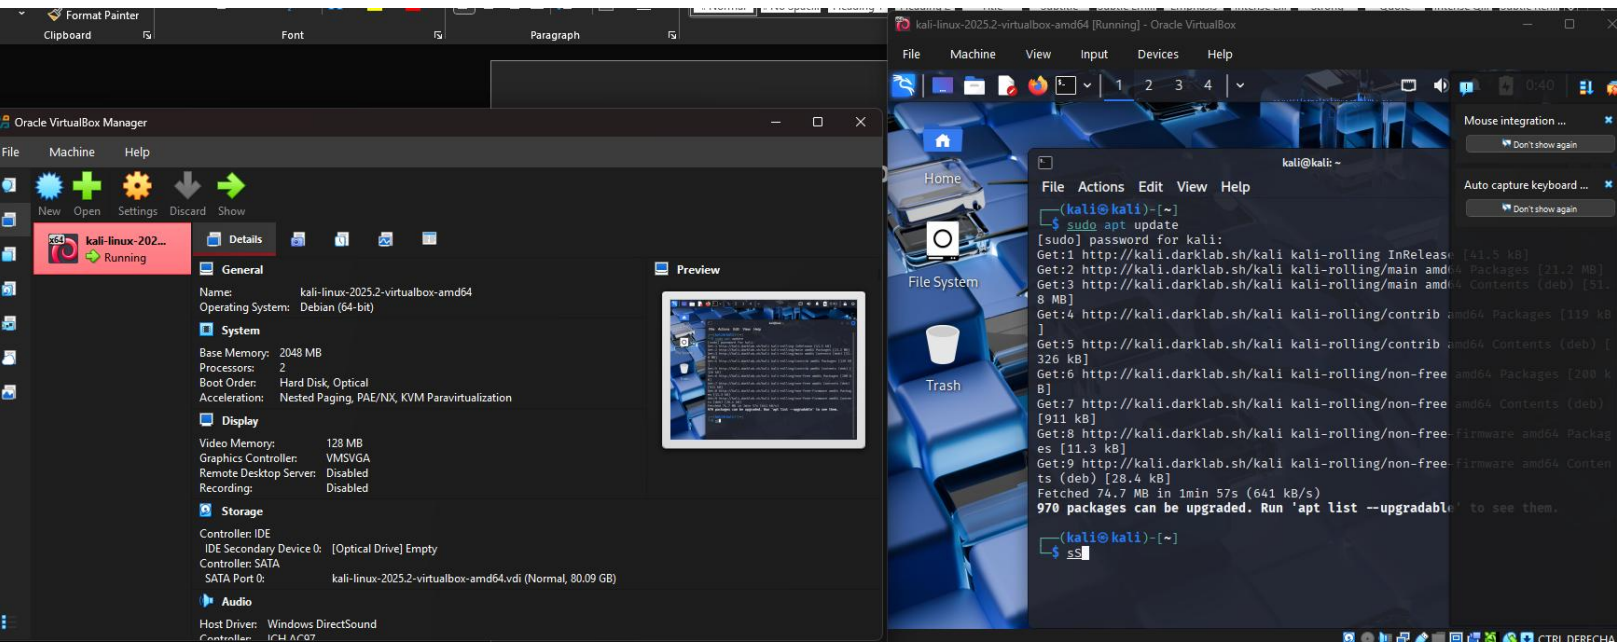 Format Painter
Clipboard
Font
Paragraph
Oracle VirtualBox Manager
File Machine Help
New Open Settings Discard Show
kali-linux-202...
Running
Details
General
Name: kali-linux-2025.2-virtualbox-amd64
Operating System: Debian (64-bit)
System
Base Memory: 2048 MB
Processors: 2
Boot Order: Hard Disk, Optical
Acceleration: Nested Paging, PAE/NX, KVM Paravirtualization
Display
Video Memory: 128 MB
Graphics Controller: VMSVGA
Remote Desktop Server: Disabled
Recording: Disabled
Storage
Controller: IDE
IDE Secondary Device 0: [Optical Drive] Empty
Controller: SATA
SATA Port 0: kali-linux-2025.2-virtualbox-amd64.vdi (Normal, 80.09 GB)
Audio
Host Driver: Windows DirectSound
Controller: ICH AC97
Preview
kali-linux-2025.2-virtualbox-amd64 [Running] - Oracle VirtualBox
File Machine View Input Devices Help
1 2 3 4
0:40
Mouse integration ...
Don't show again
Auto capture keyboard ...
Don't show again
Home
File System
Trash
kali@kali: ~
File Actions Edit View Help
(kali㉿kali)-[~]
$ sudo apt update
[sudo] password for kali:
Get:1 http://kali.darklab.sh/kali kali-rolling InRelease [41.5 kB]
Get:2 http://kali.darklab.sh/kali kali-rolling/main amd64 Packages [21.2 MB]
Get:3 http://kali.darklab.sh/kali kali-rolling/main amd64 Contents (deb) [51.
8 MB]
Get:4 http://kali.darklab.sh/kali kali-rolling/contrib amd64 Packages [119 kB
]
Get:5 http://kali.darklab.sh/kali kali-rolling/contrib amd64 Contents (deb) [
326 kB]
Get:6 http://kali.darklab.sh/kali kali-rolling/non-free amd64 Packages [200 k
B]
Get:7 http://kali.darklab.sh/kali kali-rolling/non-free amd64 Contents (deb)
[911 kB]
Get:8 http://kali.darklab.sh/kali kali-rolling/non-free-firmware amd64 Packag
es [11.3 kB]
Get:9 http://kali.darklab.sh/kali kali-rolling/non-free-firmware amd64 Conten
ts (deb) [28.4 kB]
Fetched 74.7 MB in 1min 57s (641 kB/s)
970 packages can be upgraded. Run 'apt list --upgradable' to see them.
(kali㉿kali)-[~]
$ sS
CTRL DERECHA